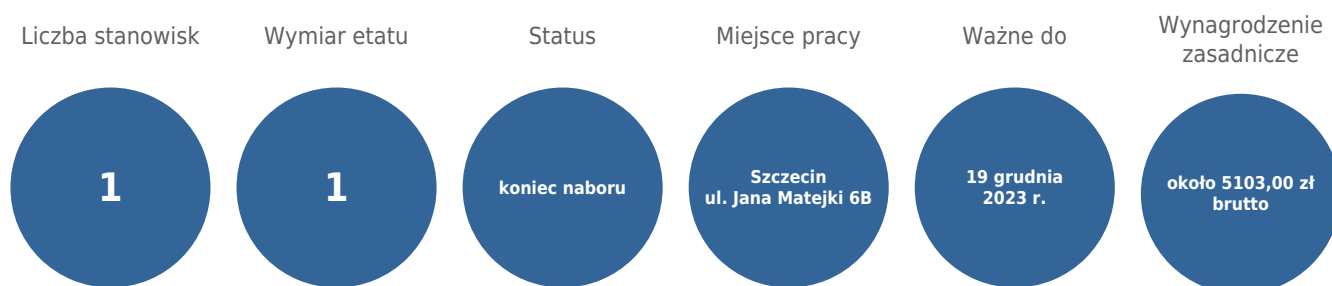 Liczba stanowisk
1
Wymiar etatu
1
Status
koniec naboru
Miejsce pracy
Szczecin
ul. Jana Matejki 6B
Ważne do
19 grudnia
2023 r.
Wynagrodzenie
zasadnicze
około 5103,00 zł
brutto